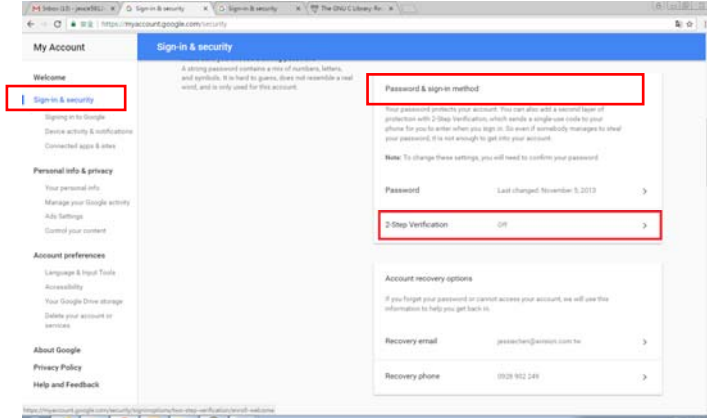 Sign-in & security
Sign-in & security
The GNU C Library
https://myaccount.google.com/security
My Account
Sign-in & security
A strong password contains a mix of numbers, letters,
and symbols. It is hard to guess, does not resemble a real
word, and is only used for this account.
Welcome
Sign-in & security
Signing in to Google
Device activity & notifications
Connected apps & sites
Personal info & privacy
Your personal info
Manage your Google activity
Ads Settings
Control your content
Account preferences
Language & Input Tools
Accessibility
Your Google Drive storage
Delete your account or
services
About Google
Privacy Policy
Help and Feedback
Password & sign-in method
Your password protects your account. You can also add a second layer of
protection with 2-Step Verification, which sends a single-use code to your
phone for you to enter when you sign in. So even if somebody manages to steal
your password, it is not enough to get into your account.
Note: To change these settings, you will need to confirm your password.
Password Last changed: November 5, 2013
2-Step Verification Off
Account recovery options
If you forget your password or cannot access your account, we will use this
information to help you get back in.
Recovery email
Recovery phone 0928 902 249
https://myaccount.google.com/security/signinoptions/two-step-verification/enroll-welcome